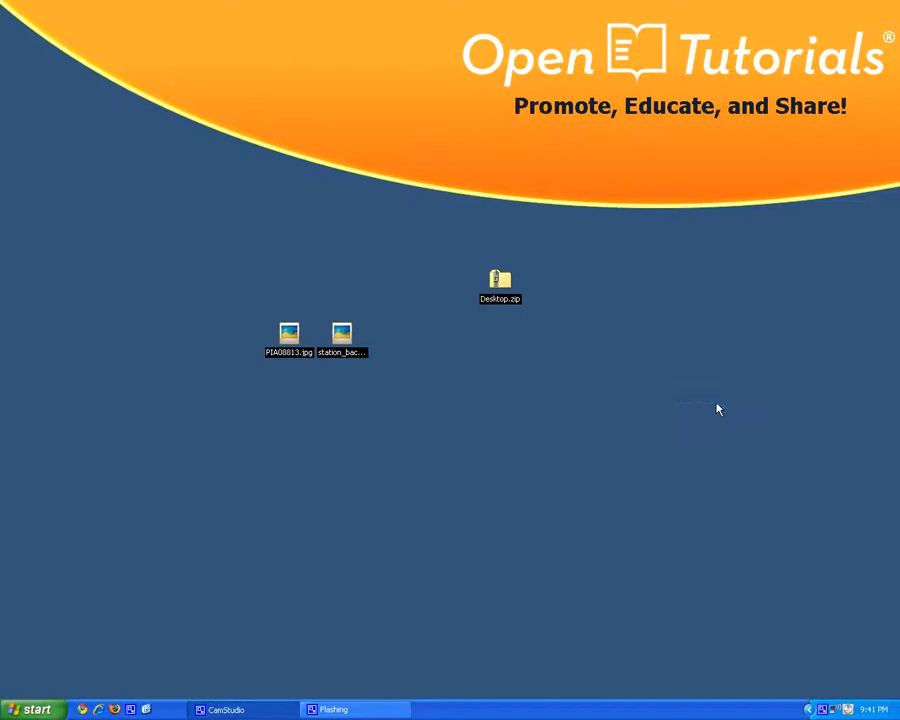 Open Tutorials®
Promote, Educate, and Share!
Desktop.zip
PIA08813.jpg
station_bac...
start
CamStudio
Flashing
9:41 PM